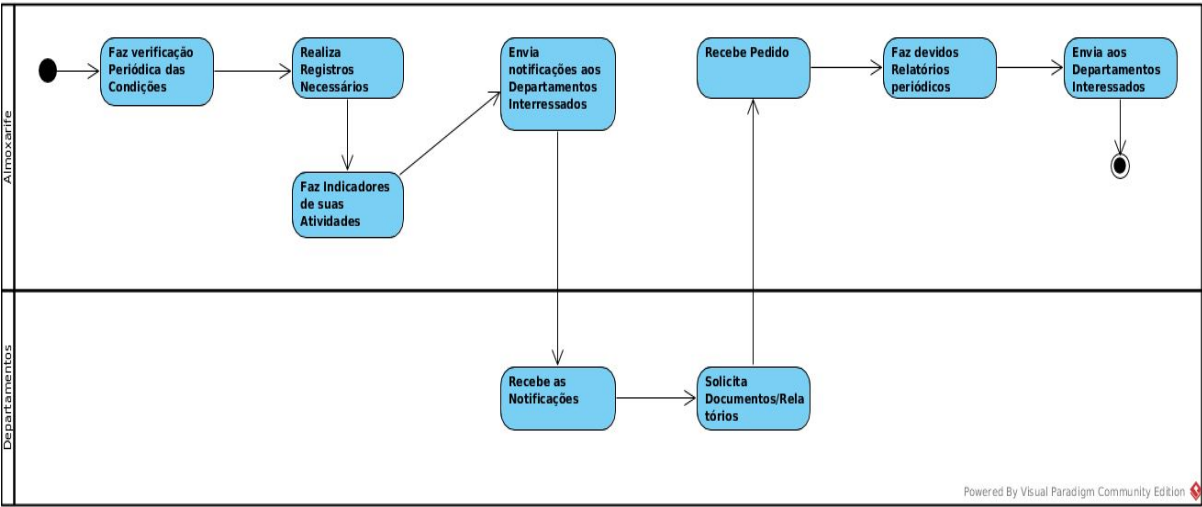 Almoxarife
Faz verificação
Periódica das
Condições
Realiza
Registros
Necessários
Faz Indicadores
de suas
Atividades
Envia
notificações aos
Departamentos
Interressados
Recebe Pedido
Faz devidos
Relatórios
periódicos
Envia aos
Departamentos
Interessados
Departamentos
Recebe as
Notificações
Solicita
Documentos/Rela
tórios
Powered By Visual Paradigm Community Edition